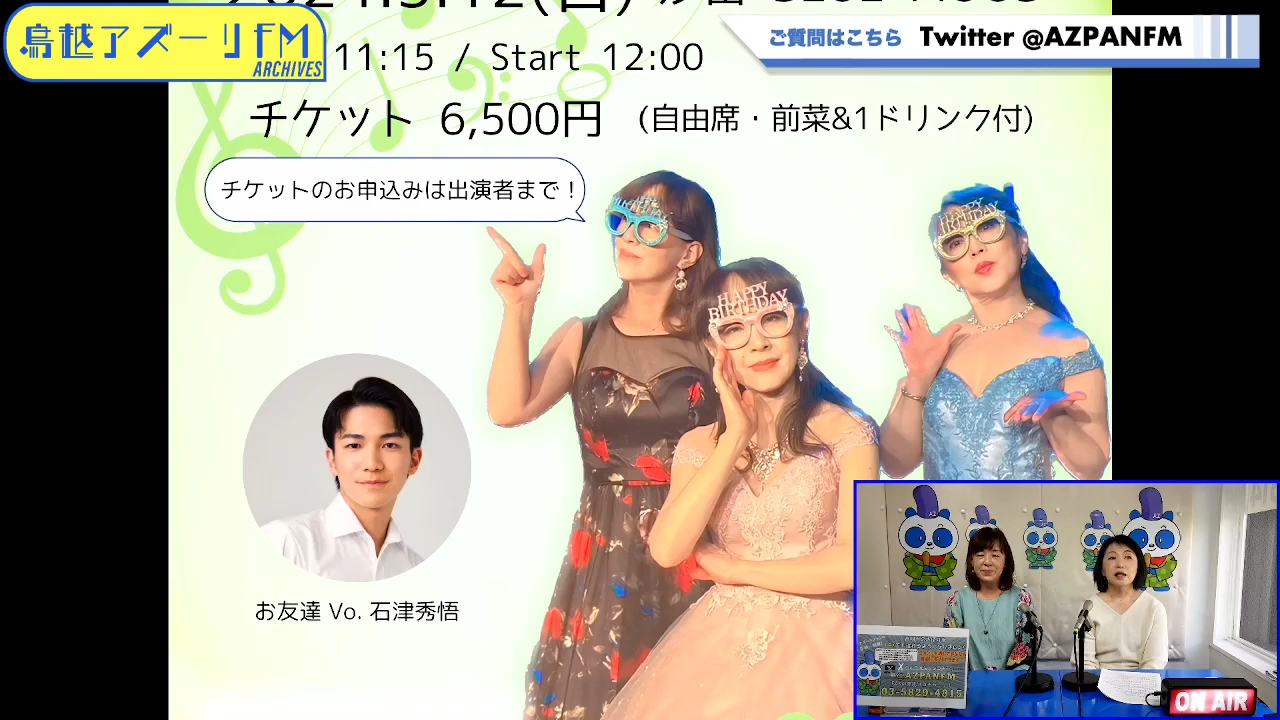 鳥越アズーリFM
ARCHIVES
ご質問はこちら Twitter @AZPANFM
11:15 / Start 12:00
チケット 6,500円 (自由席・前菜&1ドリンク付)
チケットのお申込みは出演者まで!
HAPPY
BIRTHDAY
HAPPY
BIRTHDAY
お友達 Vo. 石津秀悟
X
AZPANFM
03-5829-4815
ON AIR